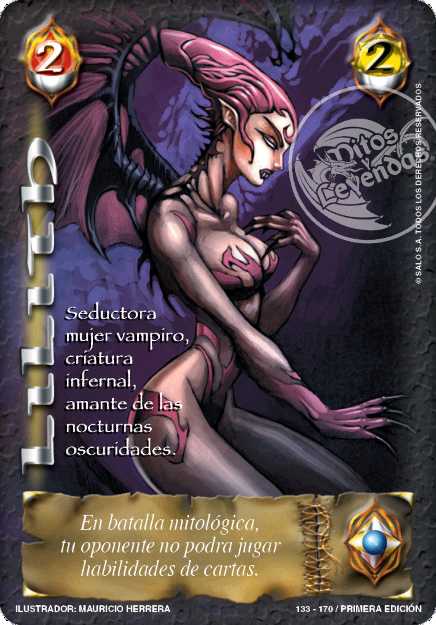 2
2
Mitos
y
Leyendas
© SALO S.A. TODOS LOS DERECHOS RESERVADOS
LILITH
Seductora
mujer vampiro,
criatura
infernal,
amante de las
nocturnas
oscuridades.
En batalla mitológica,
tu oponente no podra jugar
habilidades de cartas.
ILUSTRADOR: MAURICIO HERRERA
133 - 170 / PRIMERA EDICIÓN